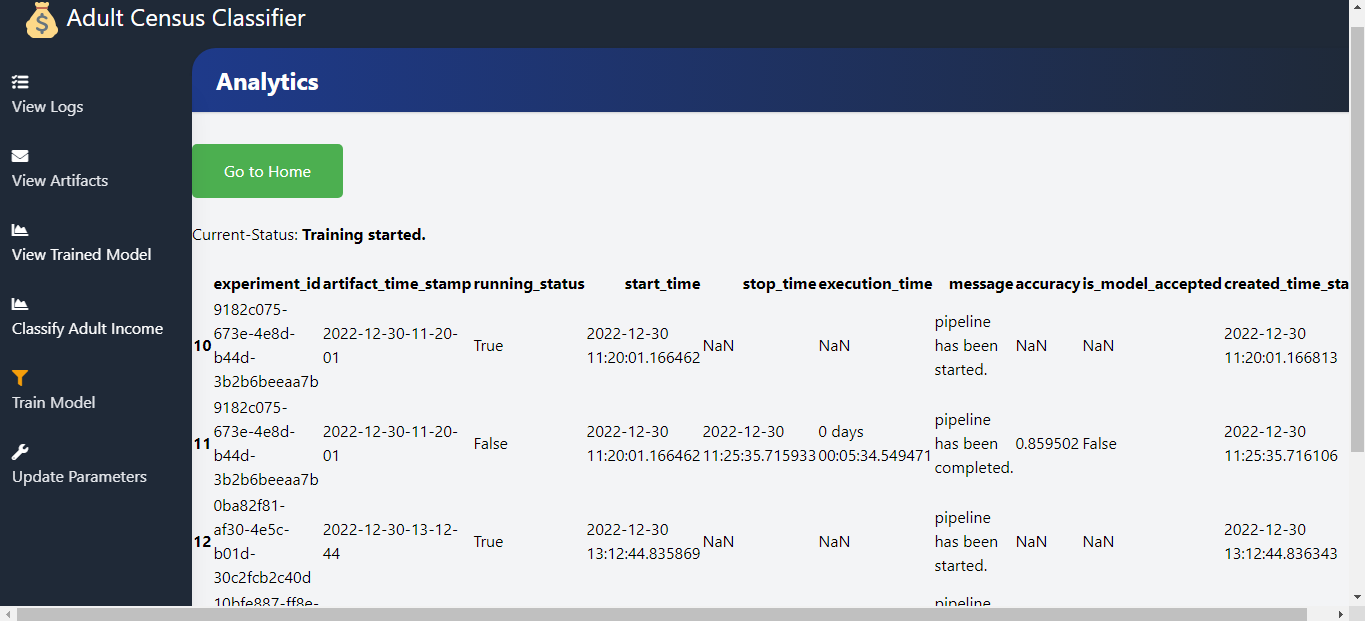 Adult Census Classifier
View Logs
View Artifacts
View Trained Model
Classify Adult Income
Train Model
Update Parameters
Analytics
Go to Home
Current-Status: Training started.
experiment_id artifact_time_stamp running_status start_time stop_time execution_time message accuracy is_model_accepted created_time_sta
10 9182c075-673e-4e8d-b44d-3b2b6beeaa7b 2022-12-30-11-20-01 True 2022-12-30 11:20:01.166462 NaN NaN pipeline has been started. NaN NaN 2022-12-30 11:20:01.166813
11 9182c075-673e-4e8d-b44d-3b2b6beeaa7b 2022-12-30-11-20-01 False 2022-12-30 11:20:01.166462 2022-12-30 11:25:35.715933 0 days 00:05:34.549471 pipeline has been completed. 0.859502 False 2022-12-30 11:25:35.716106
12 0ba82f81-af30-4e5c-b01d-30c2fcb2c40d 2022-12-30-13-12-44 True 2022-12-30 13:12:44.835869 NaN NaN pipeline has been started. NaN NaN 2022-12-30 13:12:44.836343
10bfe887-ff8e- pipeline